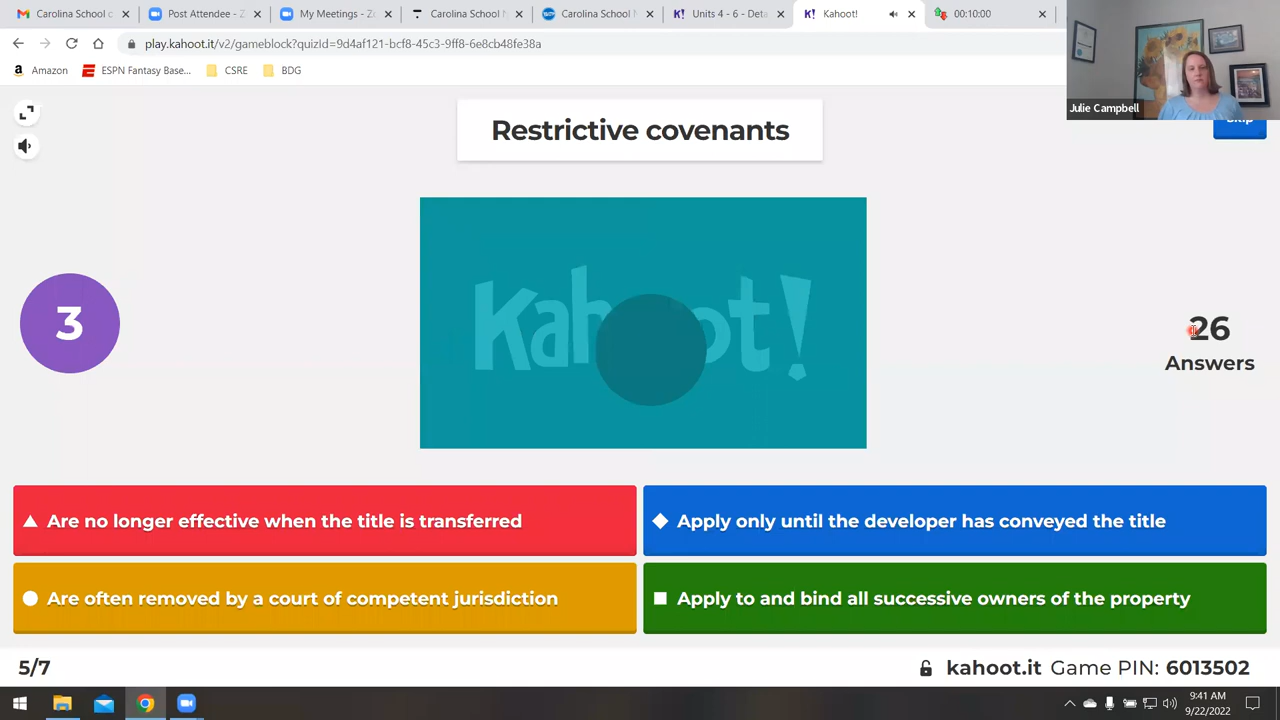 Carolina School c
Post Attendee - Z
My Meetings - Z
Carolina School N
Carolina School N
K! Units 4 - 6 - Deta
K! Kahoot!
00:10:00
play.kahoot.it/v2/gameblock?quizId=9d4af121-bcf8-45c3-9ff8-6e8cb48fe38a
Amazon
ESPN Fantasy Base...
CSRE
BDG
Julie Campbell
Skip
Restrictive covenants
Kahoot!
3
26
Answers
Are no longer effective when the title is transferred
Apply only until the developer has conveyed the title
Are often removed by a court of competent jurisdiction
Apply to and bind all successive owners of the property
5/7
kahoot.it Game PIN: 6013502
9:41 AM
9/22/2022